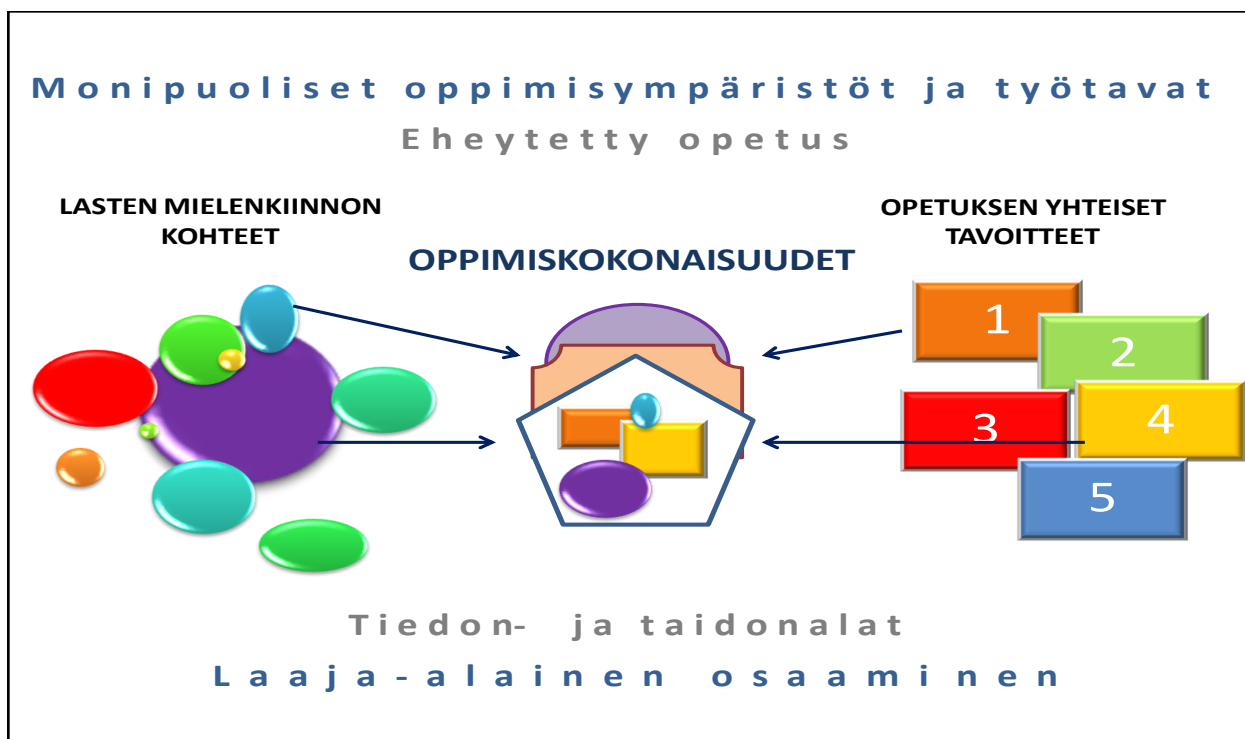 Monipuoliset oppimisympäristöt ja työtavat
Eheytetty opetus
LASTEN MIELENKIINNON
KOHTEET
OPPIMISKOKONAISUUDET
OPETUKSEN YHTEISET
TAVOITTEET
1
2
3
4
5
Tiedon- ja taidonalat
Laaja-alainen osaaminen